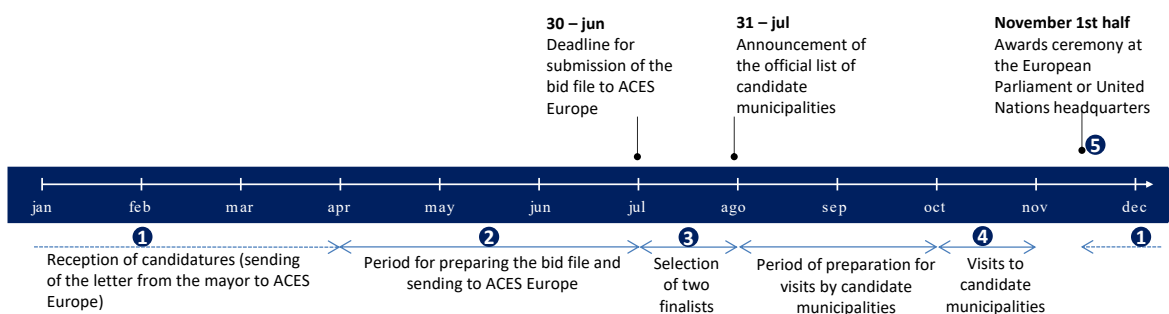 30 – jun
Deadline for
submission of the
bid file to ACES
Europe
31 – jul
Announcement of
the official list of
candidate
municipalities
November 1st half
Awards ceremony at
the European
Parliament or United
Nations headquarters
5
jan feb mar apr may jun jul ago sep oct nov dec
1 2 3 4 1
Reception of candidatures (sending
of the letter from the mayor to ACES
Europe)
Period for preparing the bid file and
sending to ACES Europe
Selection
of two
finalists
Period of preparation for
visits by candidate
municipalities
Visits to
candidate
municipalities